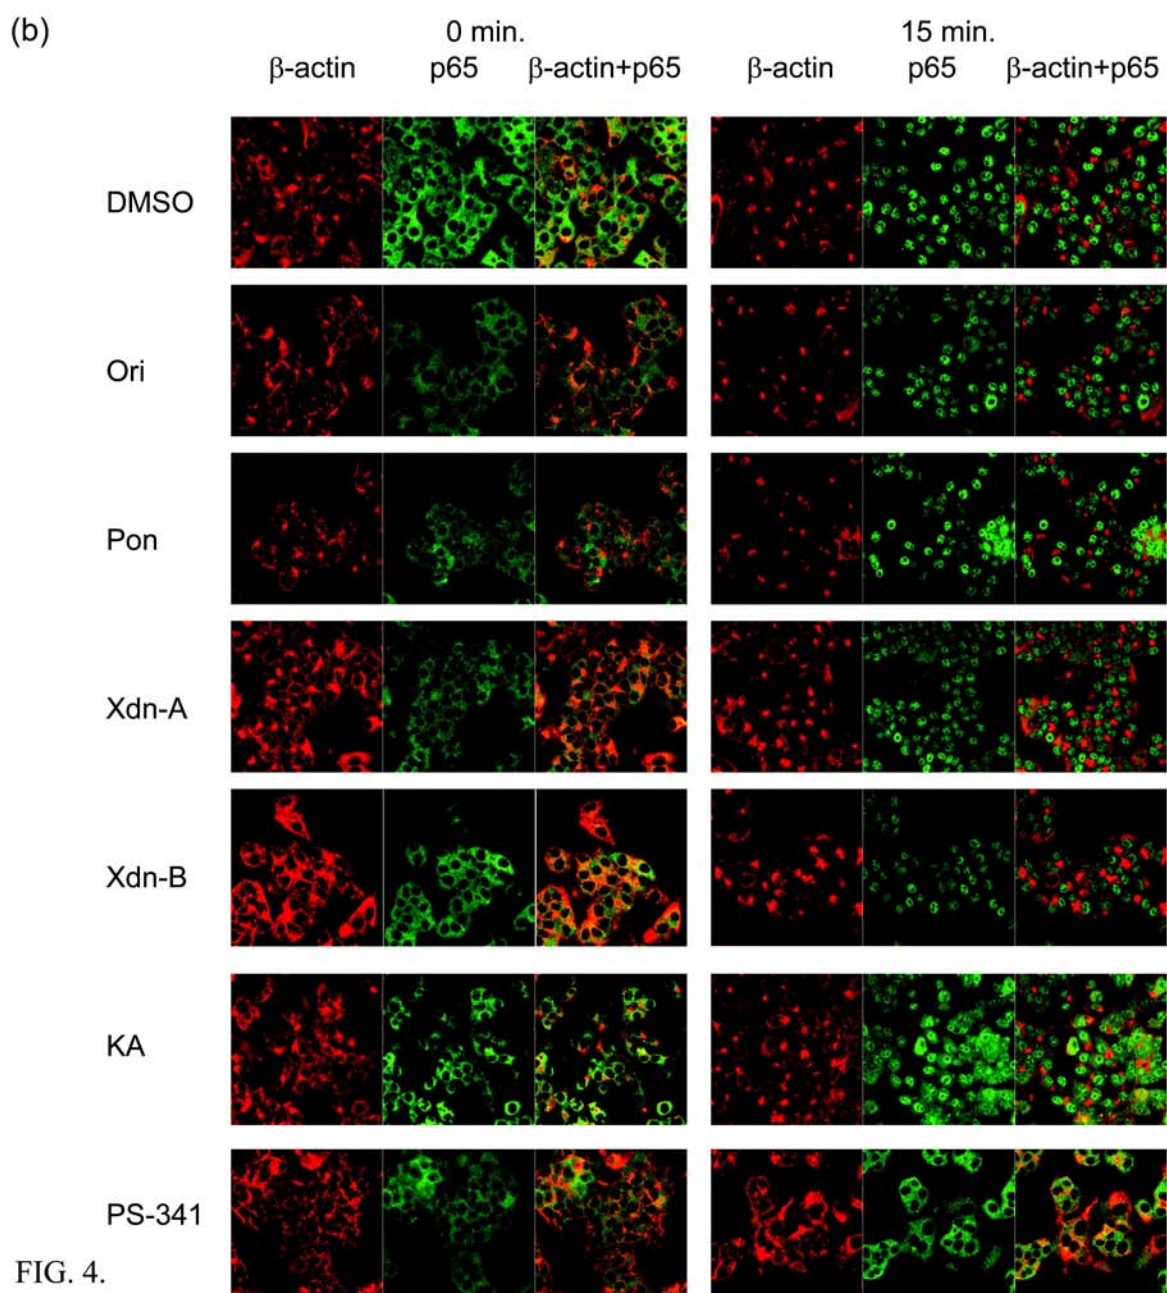 (b)
0 min. 15 min.
β-actin p65 β-actin+p65 β-actin p65 β-actin+p65
DMSO
Ori
Pon
Xdn-A
Xdn-B
KA
PS-341
FIG. 4.